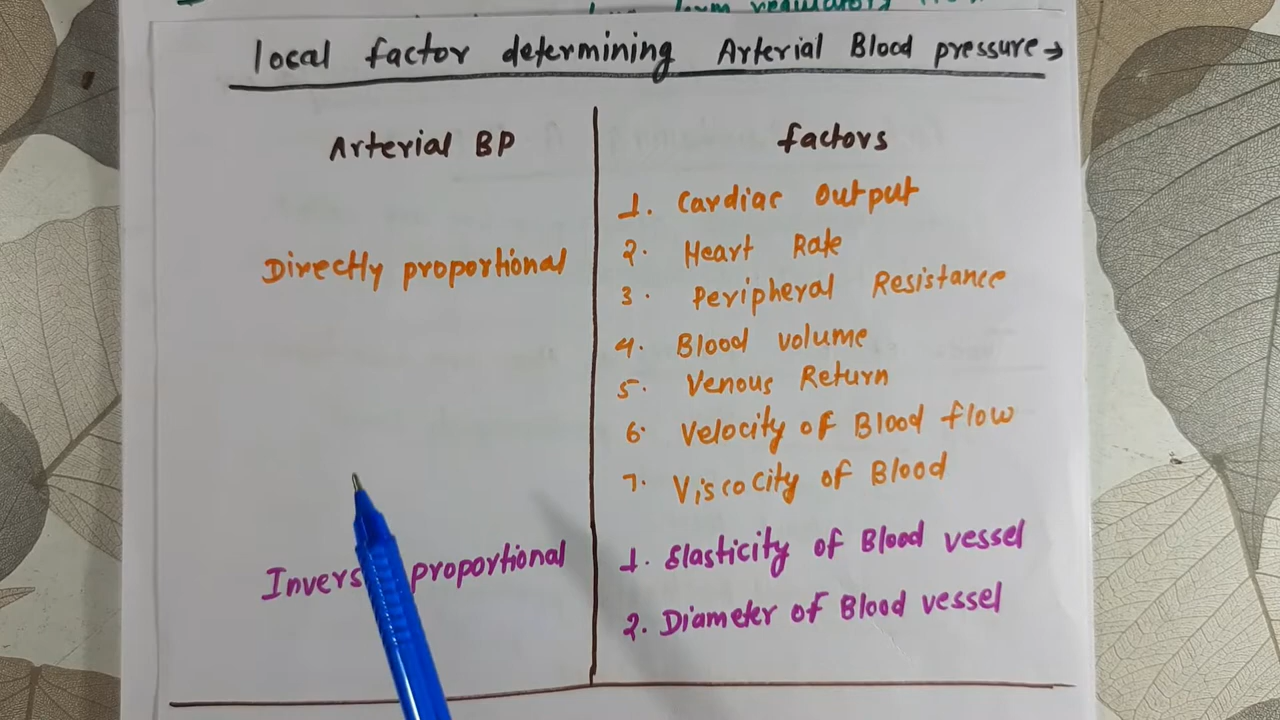 term regulators
local factor determining Arterial Blood pressure →
Arterial BP
factors
Directly proportional
1. Cardiac Output
2. Heart Rate
3. Peripheral Resistance
4. Blood volume
5. Venous Return
6. Velocity of Blood flow
7. Viscocity of Blood
proportional
1. Elasticity of Blood vessel
2. Diameter of Blood vessel